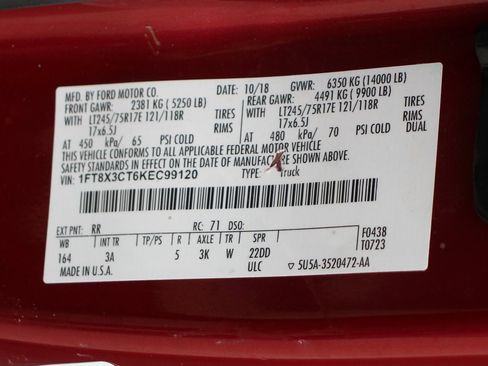 MFD. BY FORD MOTOR CO. 10/18 GVWR: 6350 KG (14000 LB)
FRONT GAWR: 2381 KG (5250 LB) REAR GAWR: 4491 KG (9900 LB)
WITH LT245/75R17E 121/118R TIRES WITH LT245/75R17E 121/118R TIRES
17x6.5J RIMS 17x6.5J RIMS
AT 450 kPa/ 65 PSI COLD AT 480 kPa/ 70 PSI COLD DUAL
THIS VEHICLE CONFORMS TO ALL APPLICABLE FEDERAL MOTOR VEHICLE
SAFETY STANDARDS IN EFFECT ON THE DATE OF MANUFACTURE SHOWN ABOVE.
VIN: 1FT8X3CT6KEC99120 TYPE: Truck
EXT PNT: RR RC: 71 DSO:
WB INT TR TP/PS R AXLE TR SPR F0438
164 3A 5 3K W 22DD T0723
MADE IN U.S.A. ULC ▽ 5U5A-3520472-AA